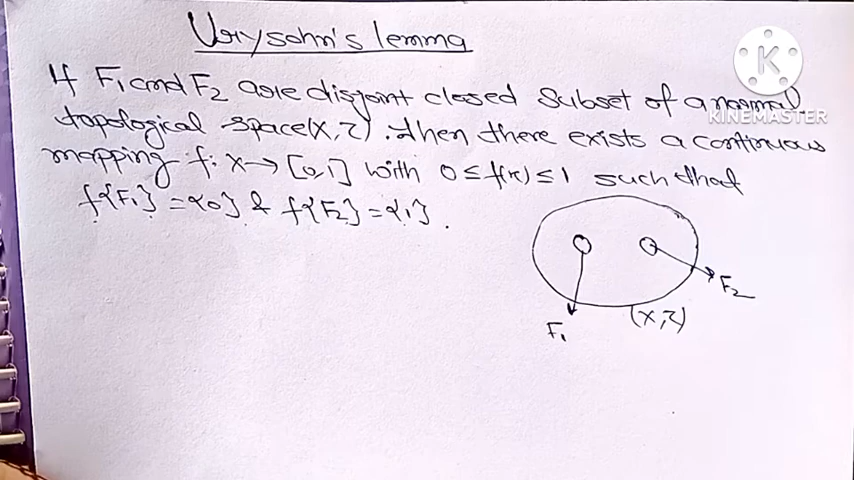 Urysohn's lemma
If F₁ and F₂ are disjoint closed subset of a normal
topological space (X,τ). then there exists a continuous
mapping f: X→[0,1] with 0≤f(x)≤1 such that
f{F₁} = {0} & f{F₂} = {1}.
F₁
F₂
(X,τ)
K
KINEMASTER